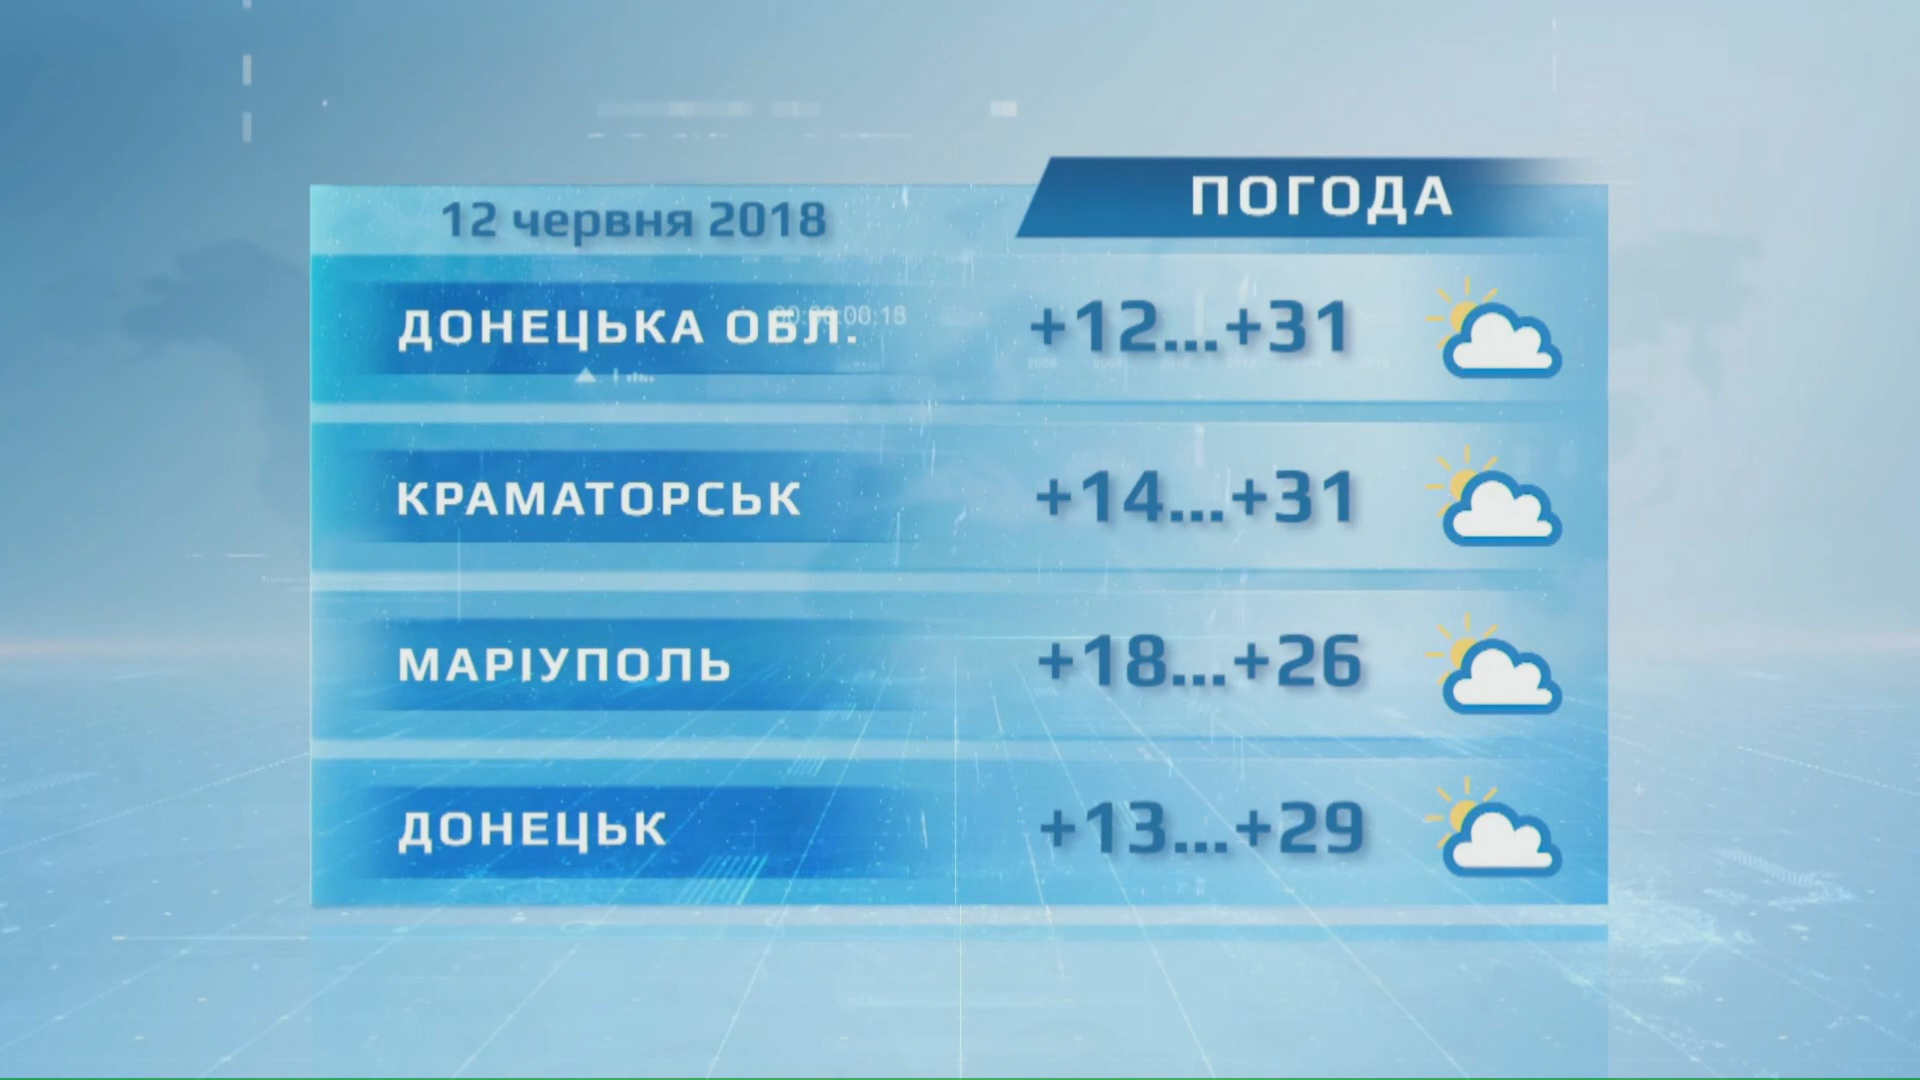 ПОГОДА
12 червня 2018
ДОНЕЦЬКА ОБЛ. +12...+31
КРАМАТОРСЬК +14...+31
МАРІУПОЛЬ +18...+26
ДОНЕЦЬК +13...+29